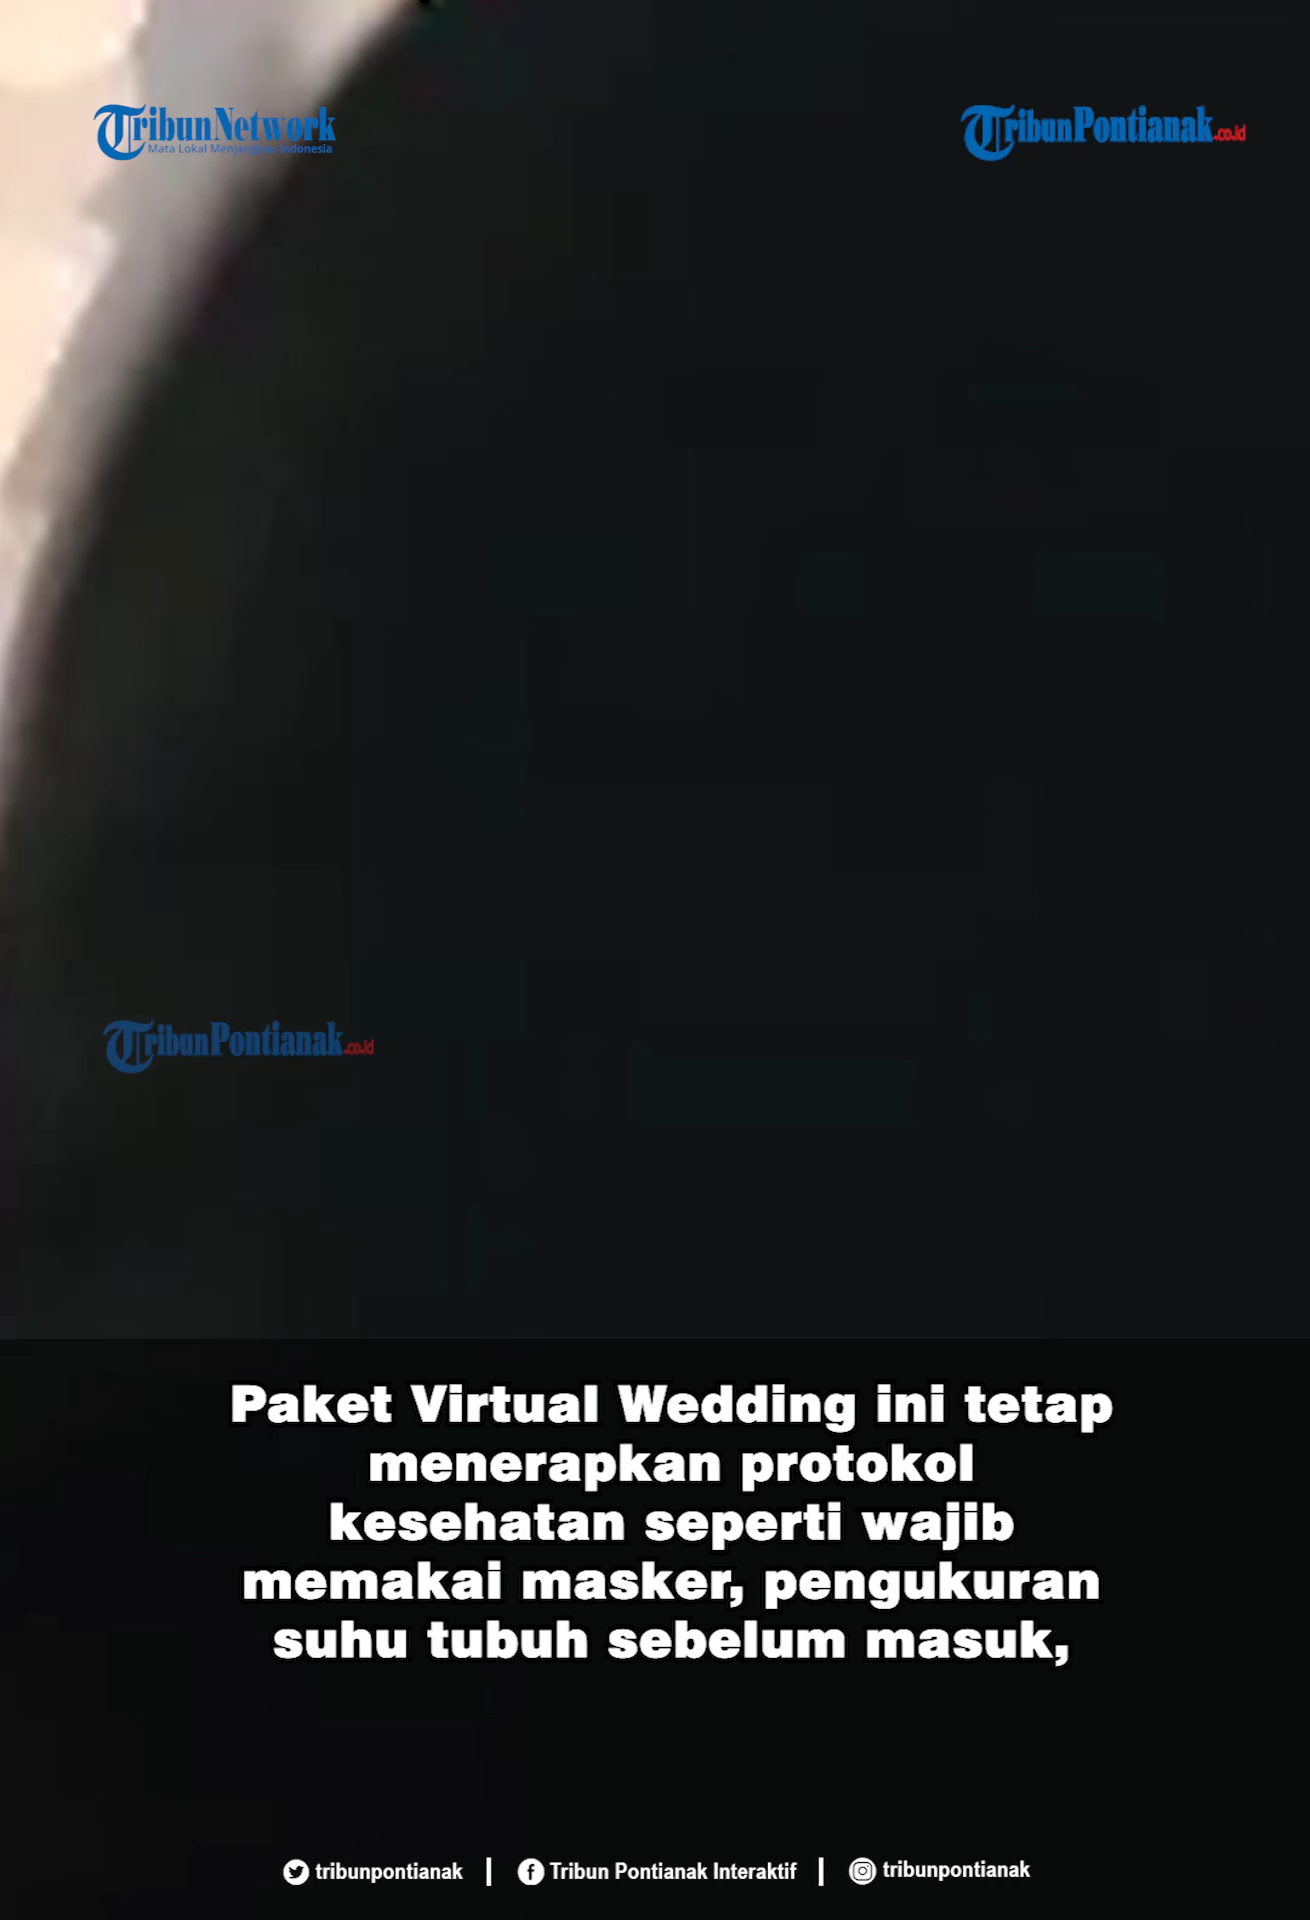 TribunNetwork
Mata Lokal Menjangkau Indonesia
TribunPontianak.co.id
TribunPontianak.co.id
Paket Virtual Wedding ini tetap
menerapkan protokol
kesehatan seperti wajib
memakai masker, pengukuran
suhu tubuh sebelum masuk,
tribunpontianak | Tribun Pontianak Interaktif | tribunpontianak